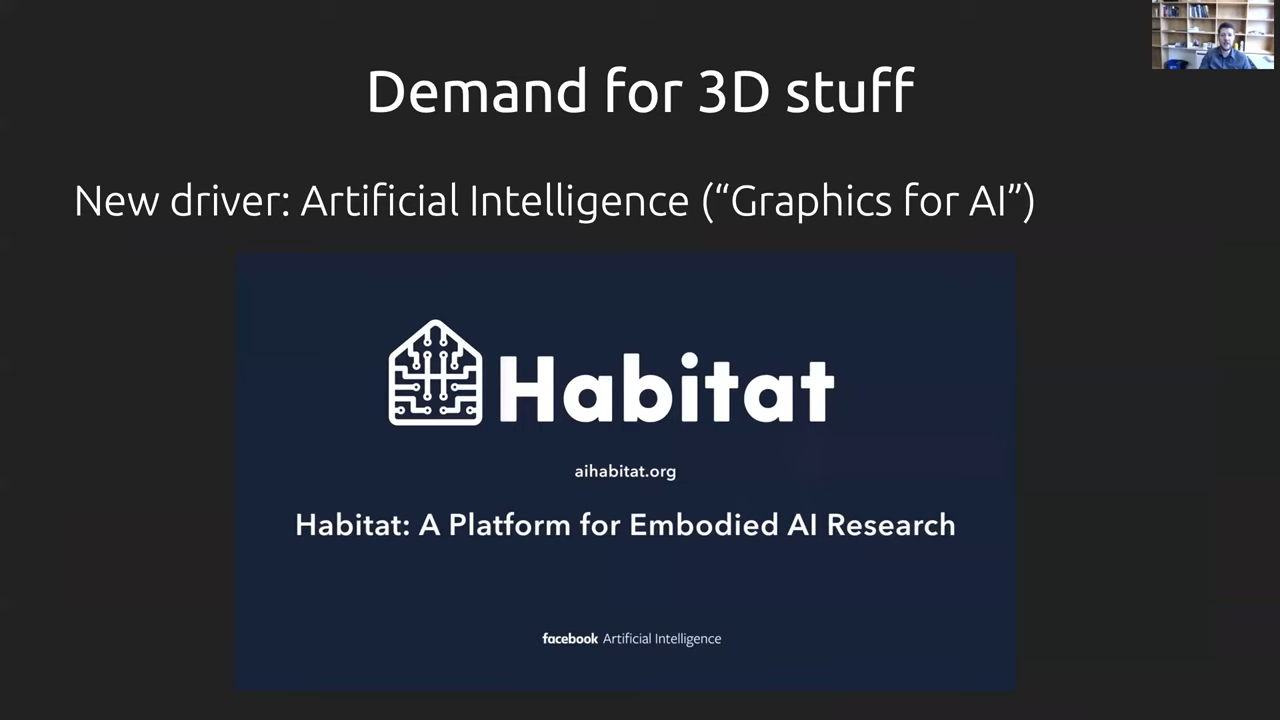 Demand for 3D stuff
New driver: Artificial Intelligence (“Graphics for AI”)
Habitat
aihabitat.org
Habitat: A Platform for Embodied AI Research
facebook Artificial Intelligence